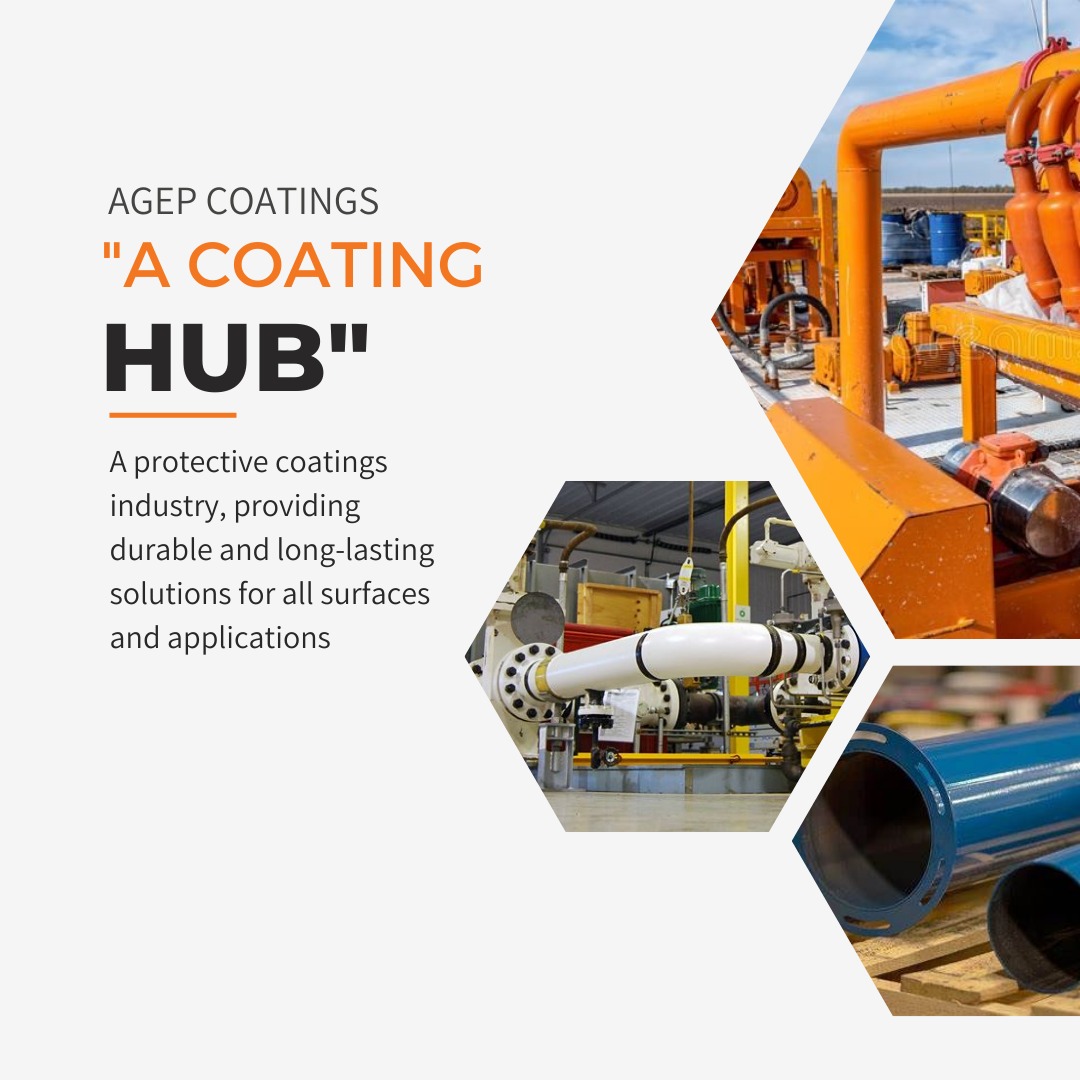 AGEP COATINGS
"A COATING
HUB"
A protective coatings
industry, providing
durable and long-lasting
solutions for all surfaces
and applications